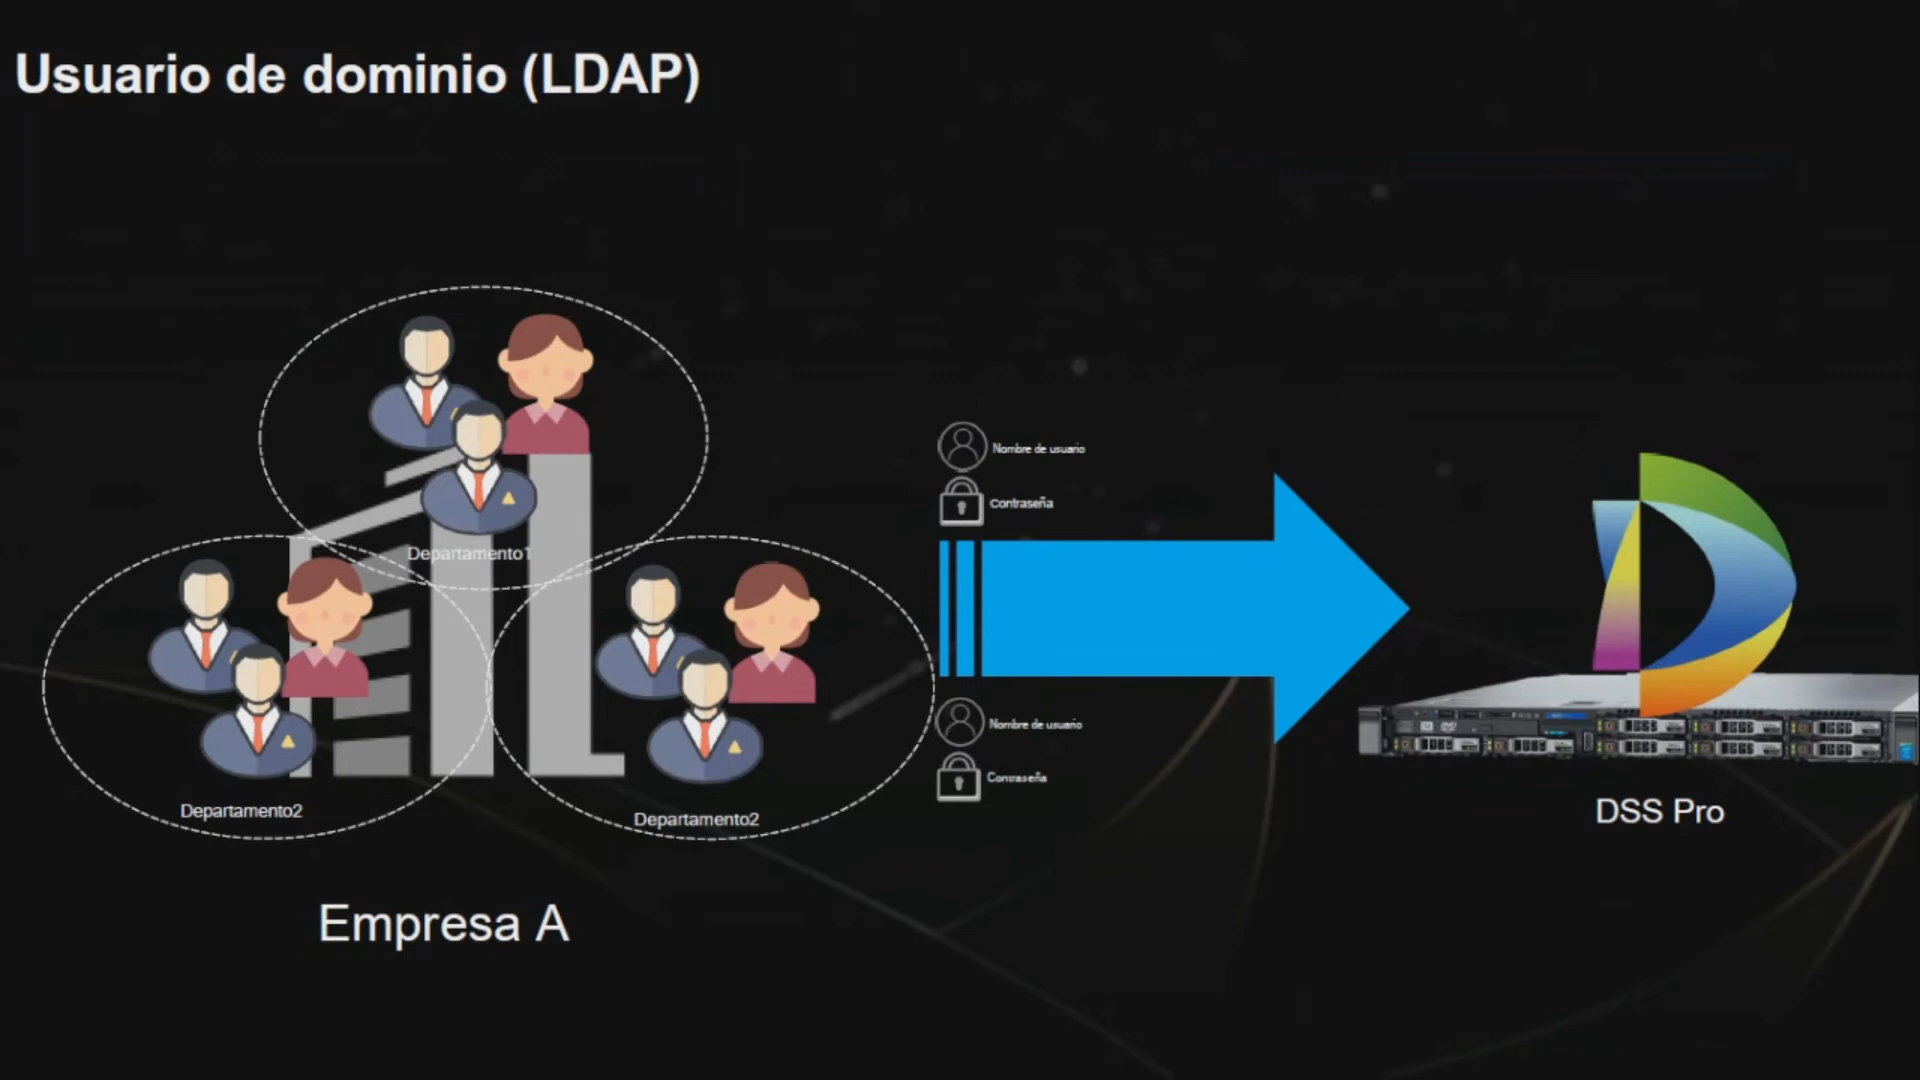 Usuario de dominio (LDAP)
Nombre de usuario
Contraseña
Departamento1
Nombre de usuario
Contraseña
Departamento2
Departamento2
DSS Pro
Empresa A